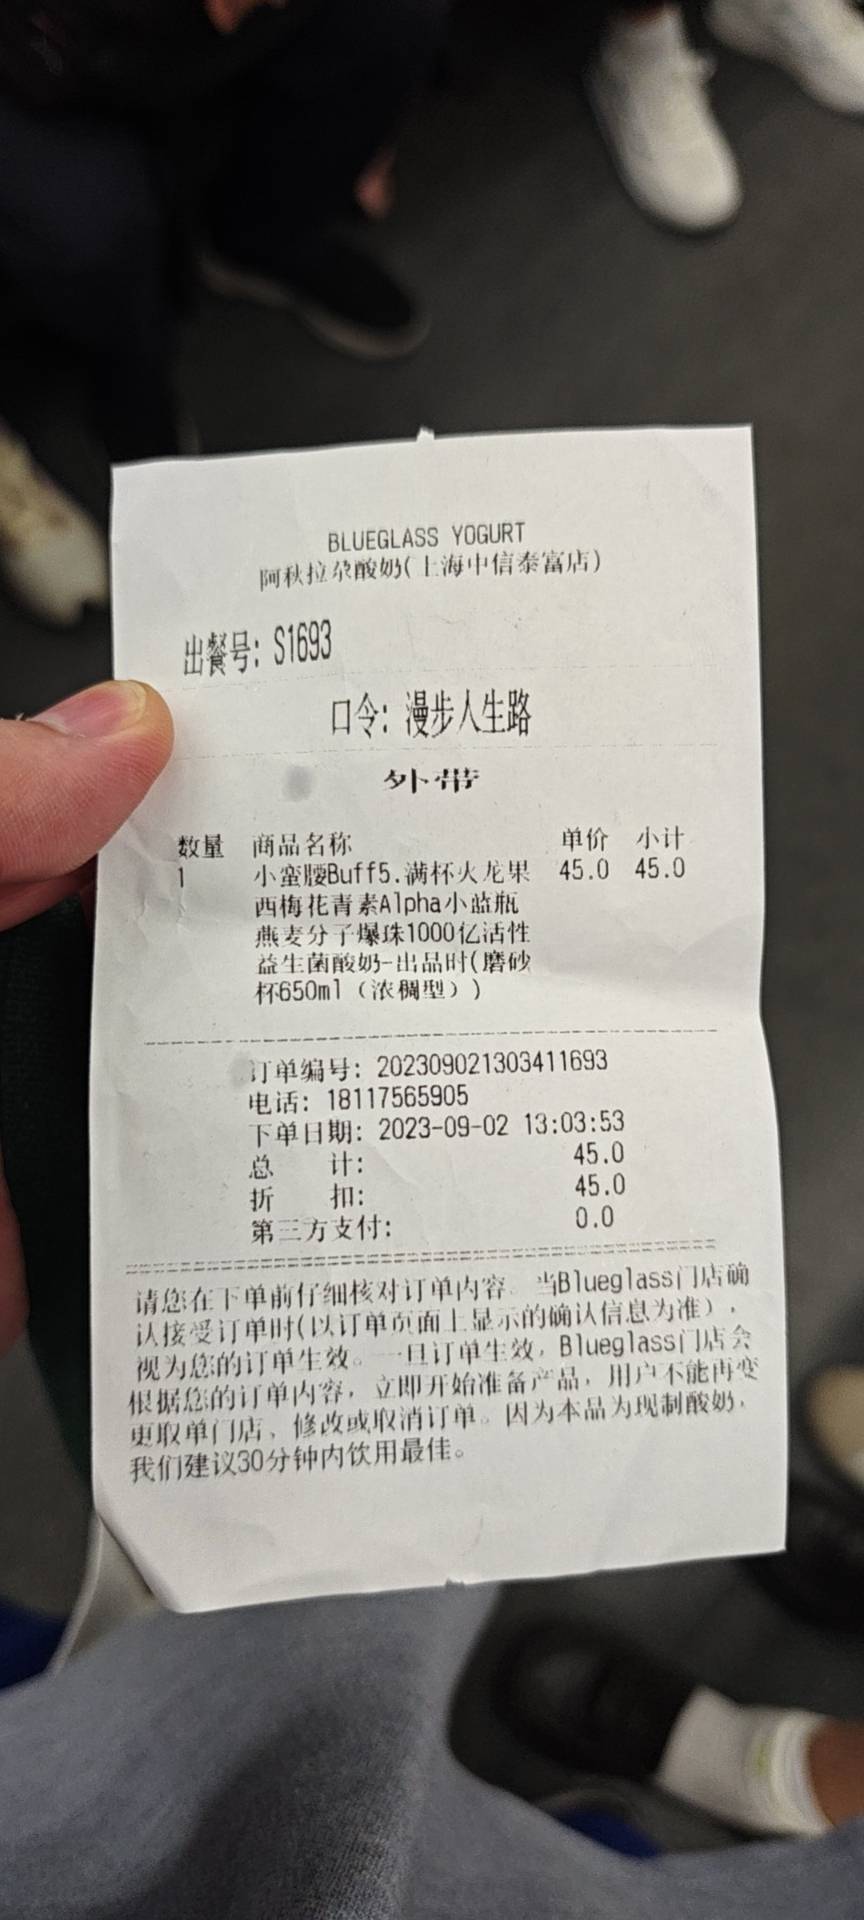 BLUEGLASS YOGURT
阿秋拉尕酸奶(上海中信泰富店)
出餐号: S1693
口令: 漫步人生路
外带
数量 商品名称 单价 小计
1 小蛮腰Buff5.满杯火龙果 45.0 45.0
西梅花青素Alpha小蓝瓶
燕麦分子爆珠1000亿活性
益生菌酸奶-出品时(磨砂
杯650ml（浓稠型）)
订单编号: 202309021303411693
电话: 18117565905
下单日期: 2023-09-02 13:03:53
总 计: 45.0
折 扣: 45.0
第三方支付: 0.0
请您在下单前仔细核对订单内容. 当Blueglass门店确
认接受订单时(以订单页面上显示的确认信息为准)，
视为您的订单生效。一旦订单生效，Blueglass门店会
根据您的订单内容，立即开始准备产品，用户不能再变
更取单门店、修改或取消订单。因为本品为现制酸奶，
我们建议30分钟内饮用最佳。